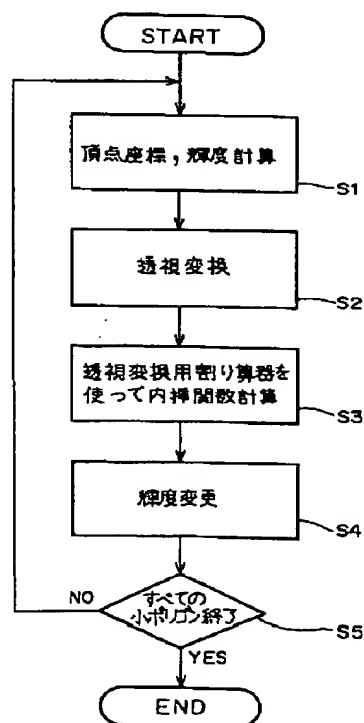 START
頂点座標,輝度計算
S1
透視変換
S2
透視変換用割り算器を
使って内挿関数計算
S3
輝度変更
S4
すべての
小ポリゴン終了
S5
NO
YES
END